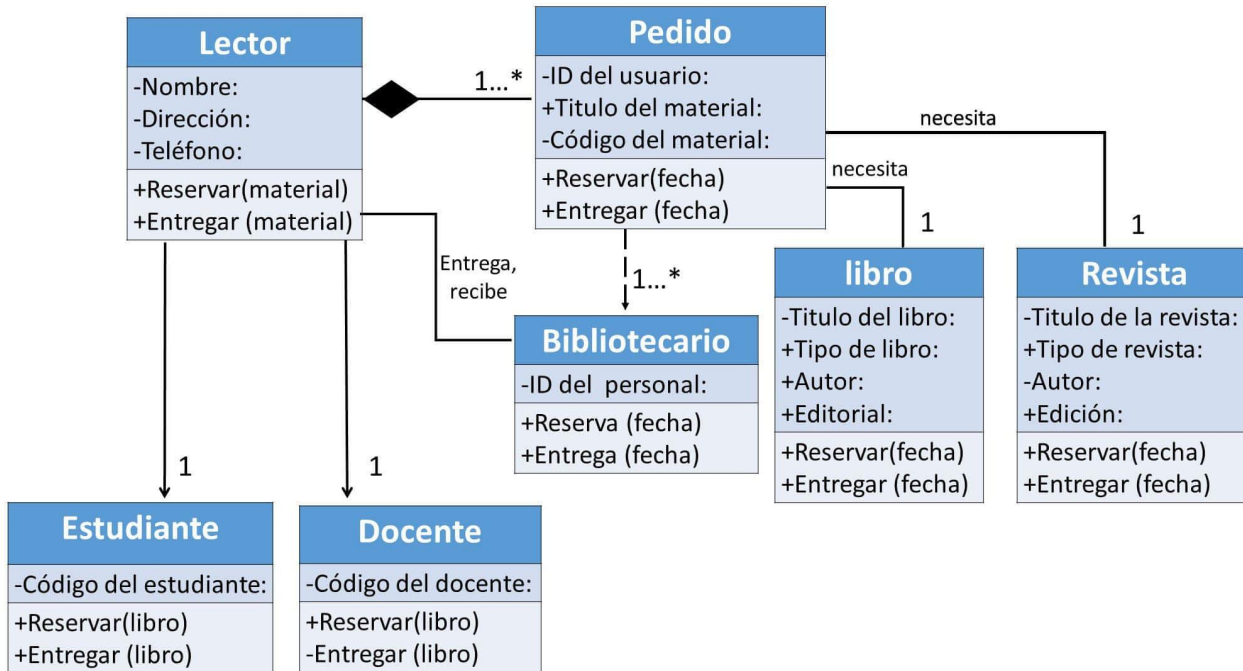 Lector
-Nombre:
-Dirección:
-Teléfono:
+Reservar(material)
+Entregar (material)
1...*
Pedido
-ID del usuario:
+Titulo del material:
-Código del material:
+Reservar(fecha)
+Entregar (fecha)
necesita
necesita
1
1
Entrega,
recibe
1...*
Bibliotecario
-ID del  personal:
+Reserva (fecha)
+Entrega (fecha)
libro
-Titulo del libro:
+Tipo de libro:
+Autor:
+Editorial:
+Reservar(fecha)
+Entregar (fecha)
Revista
-Titulo de la revista:
+Tipo de revista:
-Autor:
+Edición:
+Reservar(fecha)
+Entregar (fecha)
1
1
Estudiante
-Código del estudiante:
+Reservar(libro)
+Entregar (libro)
Docente
-Código del docente:
+Reservar(libro)
-Entregar (libro)